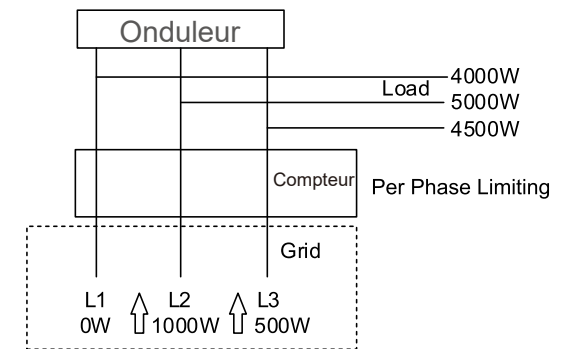 Onduleur
4000W
Load
5000W
4500W
Compteur
Per Phase Limiting
Grid
L1 L2 L3
0W 1000W 500W